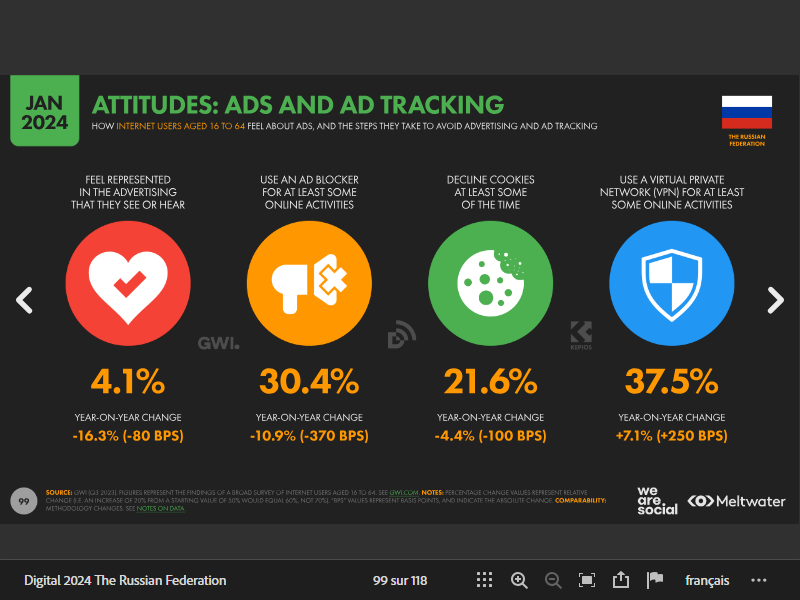 JAN
2024
ATTITUDES: ADS AND AD TRACKING
HOW INTERNET USERS AGED 16 TO 64 FEEL ABOUT ADS, AND THE STEPS THEY TAKE TO AVOID ADVERTISING AND AD TRACKING
THE RUSSIAN
FEDERATION
FEEL REPRESENTED
IN THE ADVERTISING
THAT THEY SEE OR HEAR
USE AN AD BLOCKER
FOR AT LEAST SOME
ONLINE ACTIVITIES
DECLINE COOKIES
AT LEAST SOME
OF THE TIME
USE A VIRTUAL PRIVATE
NETWORK (VPN) FOR AT LEAST
SOME ONLINE ACTIVITIES
GWI.
KEPIOS
4.1%
30.4%
21.6%
37.5%
YEAR-ON-YEAR CHANGE
-16.3% (-80 BPS)
YEAR-ON-YEAR CHANGE
-10.9% (-370 BPS)
YEAR-ON-YEAR CHANGE
-4.4% (-100 BPS)
YEAR-ON-YEAR CHANGE
+7.1% (+250 BPS)
99
SOURCE: GWI (Q3 2023). FIGURES REPRESENT THE FINDINGS OF A BROAD SURVEY OF INTERNET USERS AGED 16 TO 64. SEE GWI.COM. NOTES: PERCENTAGE CHANGE VALUES REPRESENT RELATIVE
CHANGE (I.E. AN INCREASE OF 20% FROM A STARTING VALUE OF 50% WOULD EQUAL 60%, NOT 70%). "BPS" VALUES REPRESENT BASIS POINTS, AND INDICATE THE ABSOLUTE CHANGE. COMPARABILITY:
METHODOLOGY CHANGES. SEE NOTES ON DATA.
we
are.
social
Meltwater
Digital 2024 The Russian Federation
99 sur 118
français